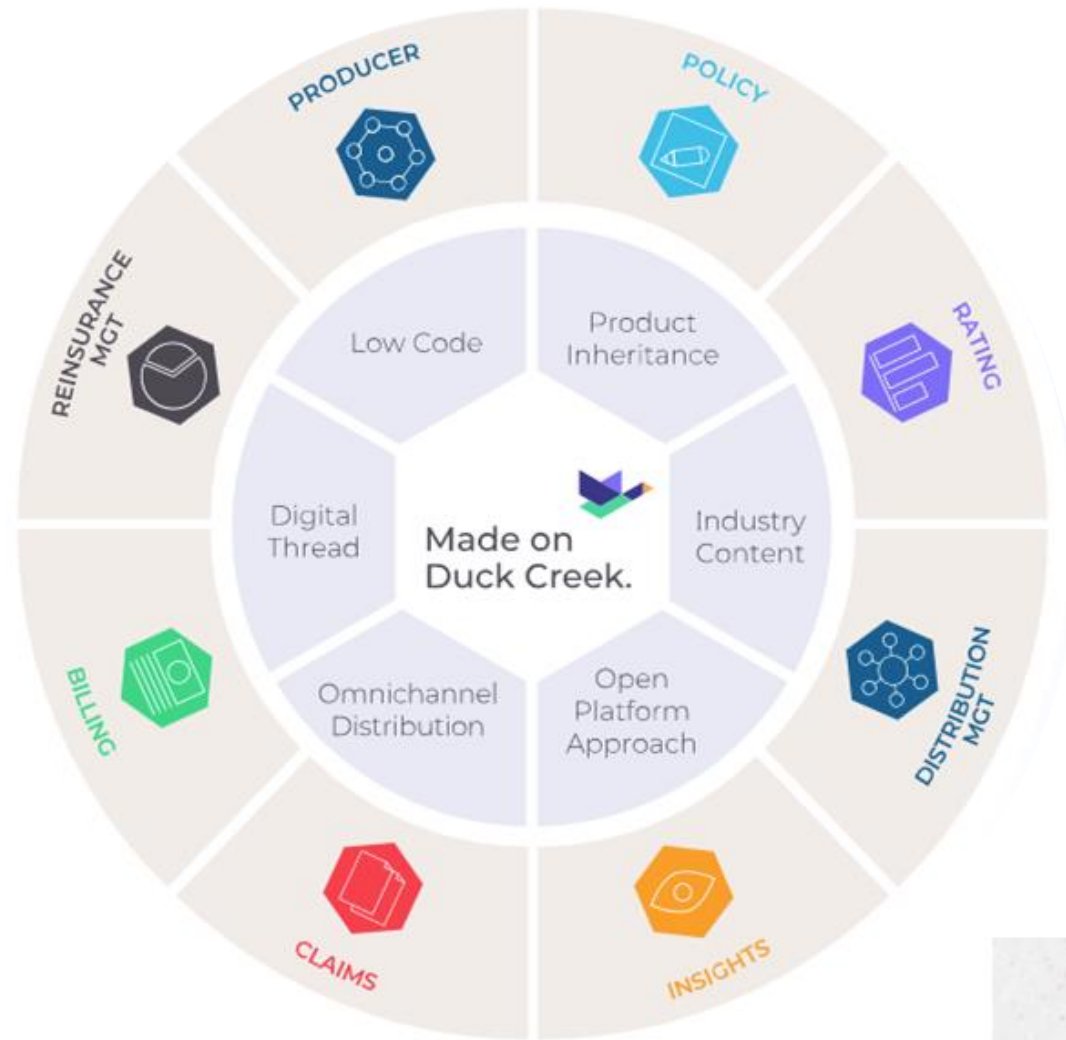 PRODUCER
POLICY
RATING
DISTRIBUTION
MGT
INSIGHTS
CLAIMS
BILLING
REINSURANCE
MGT
Low Code
Product
Inheritance
Industry
Content
Open
Platform
Approach
Omnichannel
Distribution
Digital
Thread
Made on
Duck Creek.